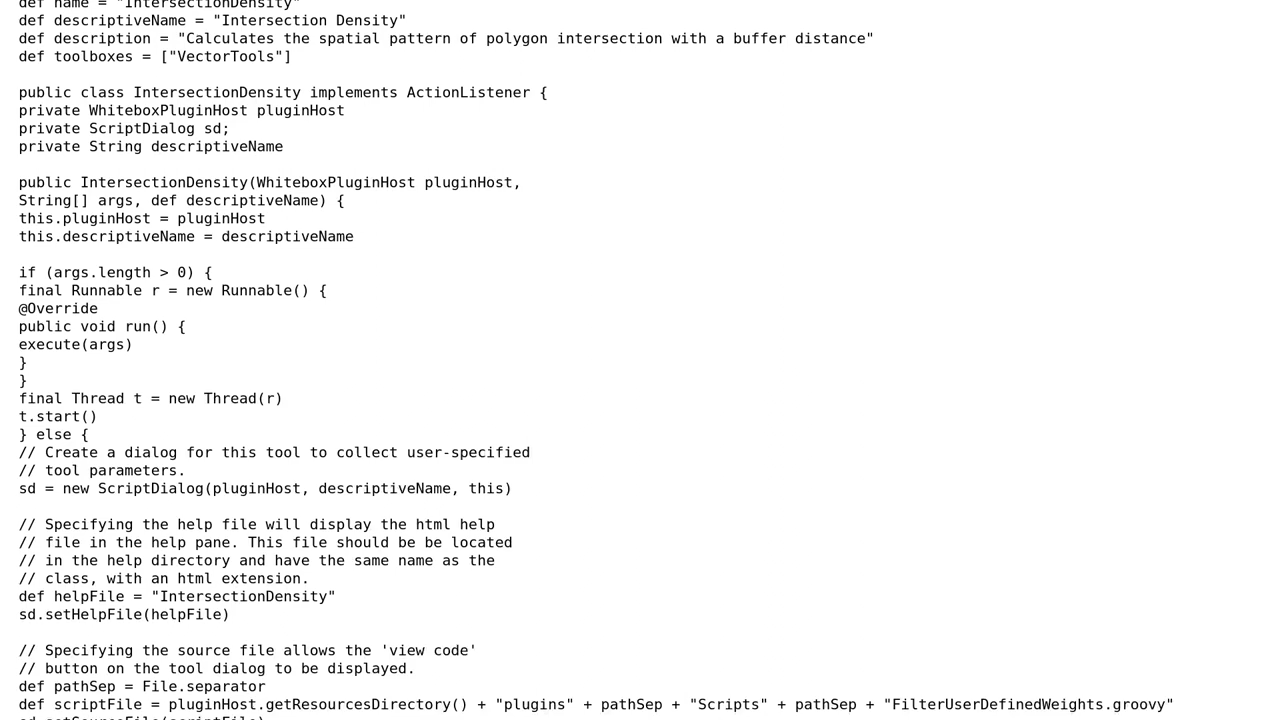 def name = "IntersectionDensity"
def descriptiveName = "Intersection Density"
def description = "Calculates the spatial pattern of polygon intersection with a buffer distance"
def toolboxes = ["VectorTools"]

public class IntersectionDensity implements ActionListener {
private WhiteboxPluginHost pluginHost
private ScriptDialog sd;
private String descriptiveName

public IntersectionDensity(WhiteboxPluginHost pluginHost,
String[] args, def descriptiveName) {
this.pluginHost = pluginHost
this.descriptiveName = descriptiveName

if (args.length > 0) {
final Runnable r = new Runnable() {
@Override
public void run() {
execute(args)
}
}
final Thread t = new Thread(r)
t.start()
} else {
// Create a dialog for this tool to collect user-specified
// tool parameters.
sd = new ScriptDialog(pluginHost, descriptiveName, this)

// Specifying the help file will display the html help
// file in the help pane. This file should be be located
// in the help directory and have the same name as the
// class, with an html extension.
def helpFile = "IntersectionDensity"
sd.setHelpFile(helpFile)

// Specifying the source file allows the 'view code'
// button on the tool dialog to be displayed.
def pathSep = File.separator
def scriptFile = pluginHost.getResourcesDirectory() + "plugins" + pathSep + "Scripts" + pathSep + "FilterUserDefinedWeights.groovy"
sd.setSourceFile(scriptFile)